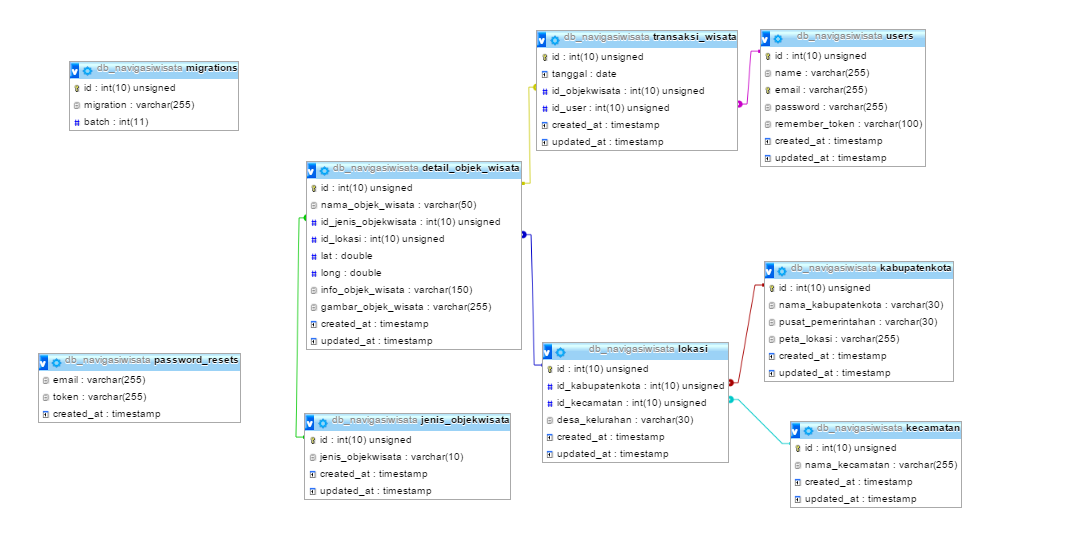 db_navigasiwisata migrations
id : int(10) unsigned
migration : varchar(255)
batch : int(11)
db_navigasiwisata transaksi_wisata
id : int(10) unsigned
tanggal : date
id_objekwisata : int(10) unsigned
id_user : int(10) unsigned
created_at : timestamp
updated_at : timestamp
db_navigasiwisata users
id : int(10) unsigned
name : varchar(255)
email : varchar(255)
password : varchar(255)
remember_token : varchar(100)
created_at : timestamp
updated_at : timestamp
db_navigasiwisata detail_objek_wisata
id : int(10) unsigned
nama_objek_wisata : varchar(50)
id_jenis_objekwisata : int(10) unsigned
id_lokasi : int(10) unsigned
lat : double
long : double
info_objek_wisata : varchar(150)
gambar_objek_wisata : varchar(255)
created_at : timestamp
updated_at : timestamp
db_navigasiwisata kabupatenkota
id : int(10) unsigned
nama_kabupatenkota : varchar(30)
pusat_pemerintahan : varchar(30)
peta_lokasi : varchar(255)
created_at : timestamp
updated_at : timestamp
db_navigasiwisata password_resets
email : varchar(255)
token : varchar(255)
created_at : timestamp
db_navigasiwisata lokasi
id : int(10) unsigned
id_kabupatenkota : int(10) unsigned
id_kecamatan : int(10) unsigned
desa_kelurahan : varchar(30)
created_at : timestamp
updated_at : timestamp
db_navigasiwisata jenis_objekwisata
id : int(10) unsigned
jenis_objekwisata : varchar(10)
created_at : timestamp
updated_at : timestamp
db_navigasiwisata kecamatan
id : int(10) unsigned
nama_kecamatan : varchar(255)
created_at : timestamp
updated_at : timestamp